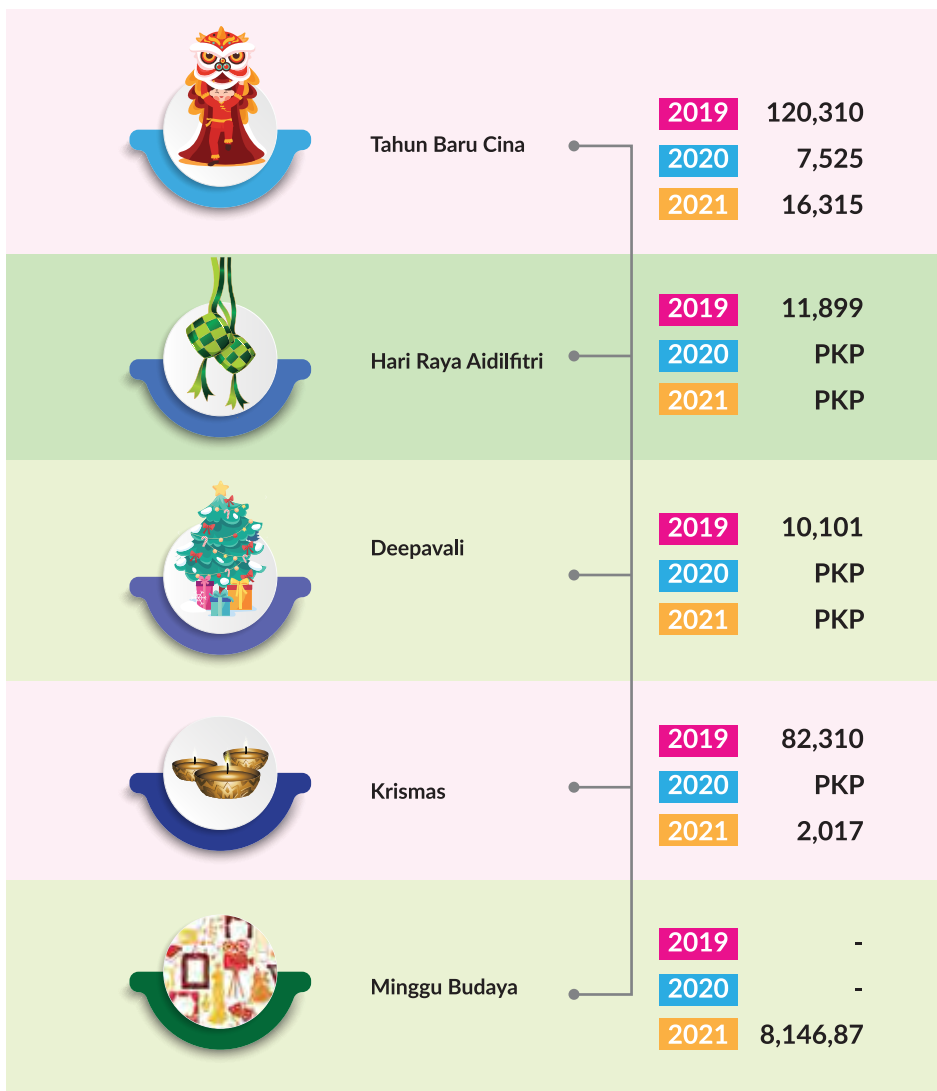 Tahun Baru Cina
2019 120,310
2020 7,525
2021 16,315
Hari Raya Aidilfitri
2019 11,899
2020 PKP
2021 PKP
Deepavali
2019 10,101
2020 PKP
2021 PKP
Krismas
2019 82,310
2020 PKP
2021 2,017
Minggu Budaya
2019 -
2020 -
2021 8,146,87